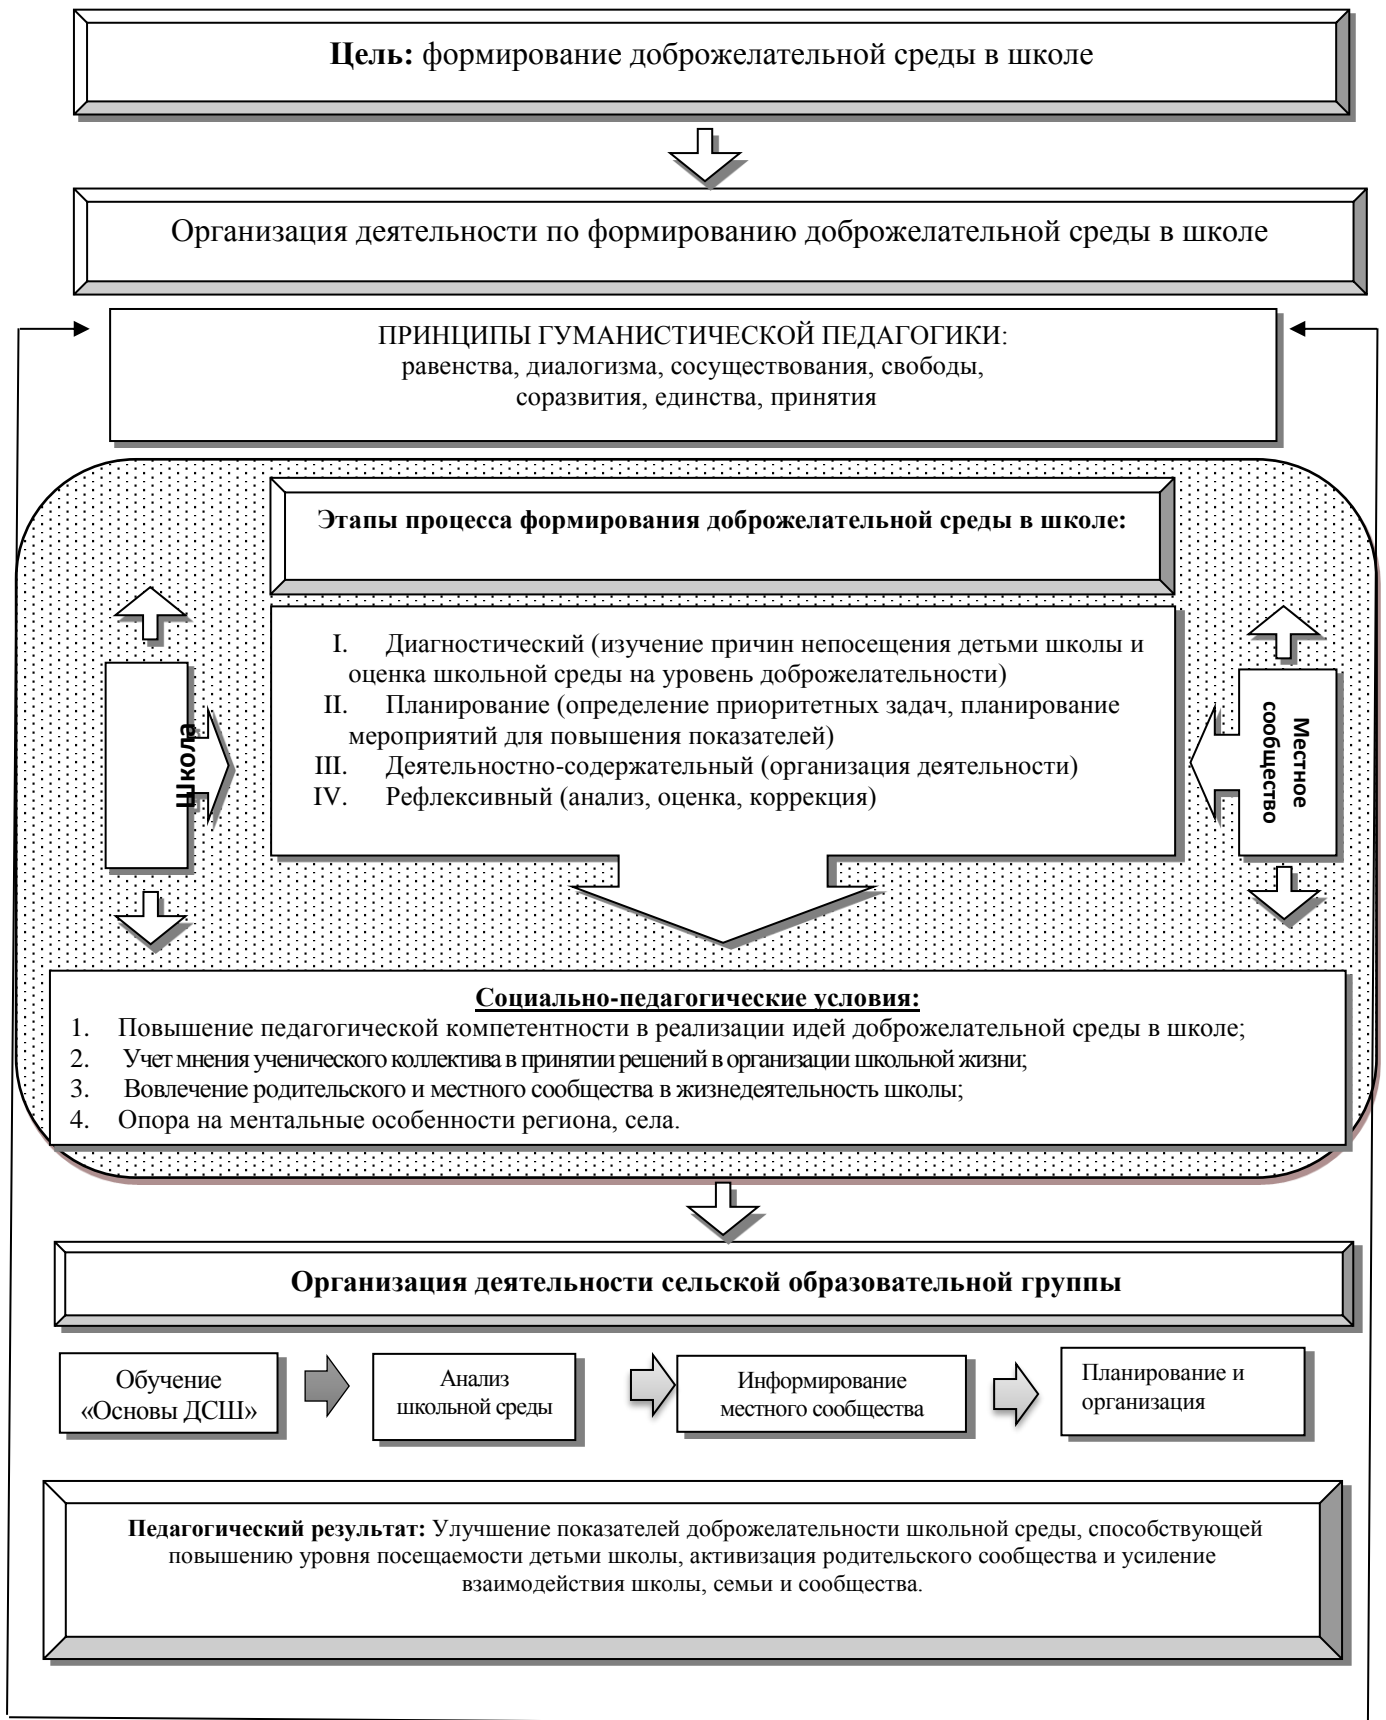 Цель: формирование доброжелательной среды в школе
Организация деятельности по формированию доброжелательной среды в школе
ПРИНЦИПЫ ГУМАНИСТИЧЕСКОЙ ПЕДАГОГИКИ:
равенства, диалогизма, сосуществования, свободы,
соразвития, единства, принятия
Этапы процесса формирования доброжелательной среды в школе:
I. Диагностический (изучение причин непосещения детьми школы и
оценка школьной среды на уровень доброжелательности)
II. Планирование (определение приоритетных задач, планирование
мероприятий для повышения показателей)
III. Деятельностно-содержательный (организация деятельности)
IV. Рефлексивный (анализ, оценка, коррекция)
Школа
Местное
сообщество
Социально-педагогические условия:
1. Повышение педагогической компетентности в реализации идей доброжелательной среды в школе;
2. Учет мнения ученического коллектива в принятии решений в организации школьной жизни;
3. Вовлечение родительского и местного сообщества в жизнедеятельность школы;
4. Опора на ментальные особенности региона, села.
Организация деятельности сельской образовательной группы
Обучение
«Основы ДСШ»
Анализ
школьной среды
Информирование
местного сообщества
Планирование и
организация
Педагогический результат: Улучшение показателей доброжелательности школьной среды, способствующей
повышению уровня посещаемости детьми школы, активизация родительского сообщества и усиление
взаимодействия школы, семьи и сообщества.